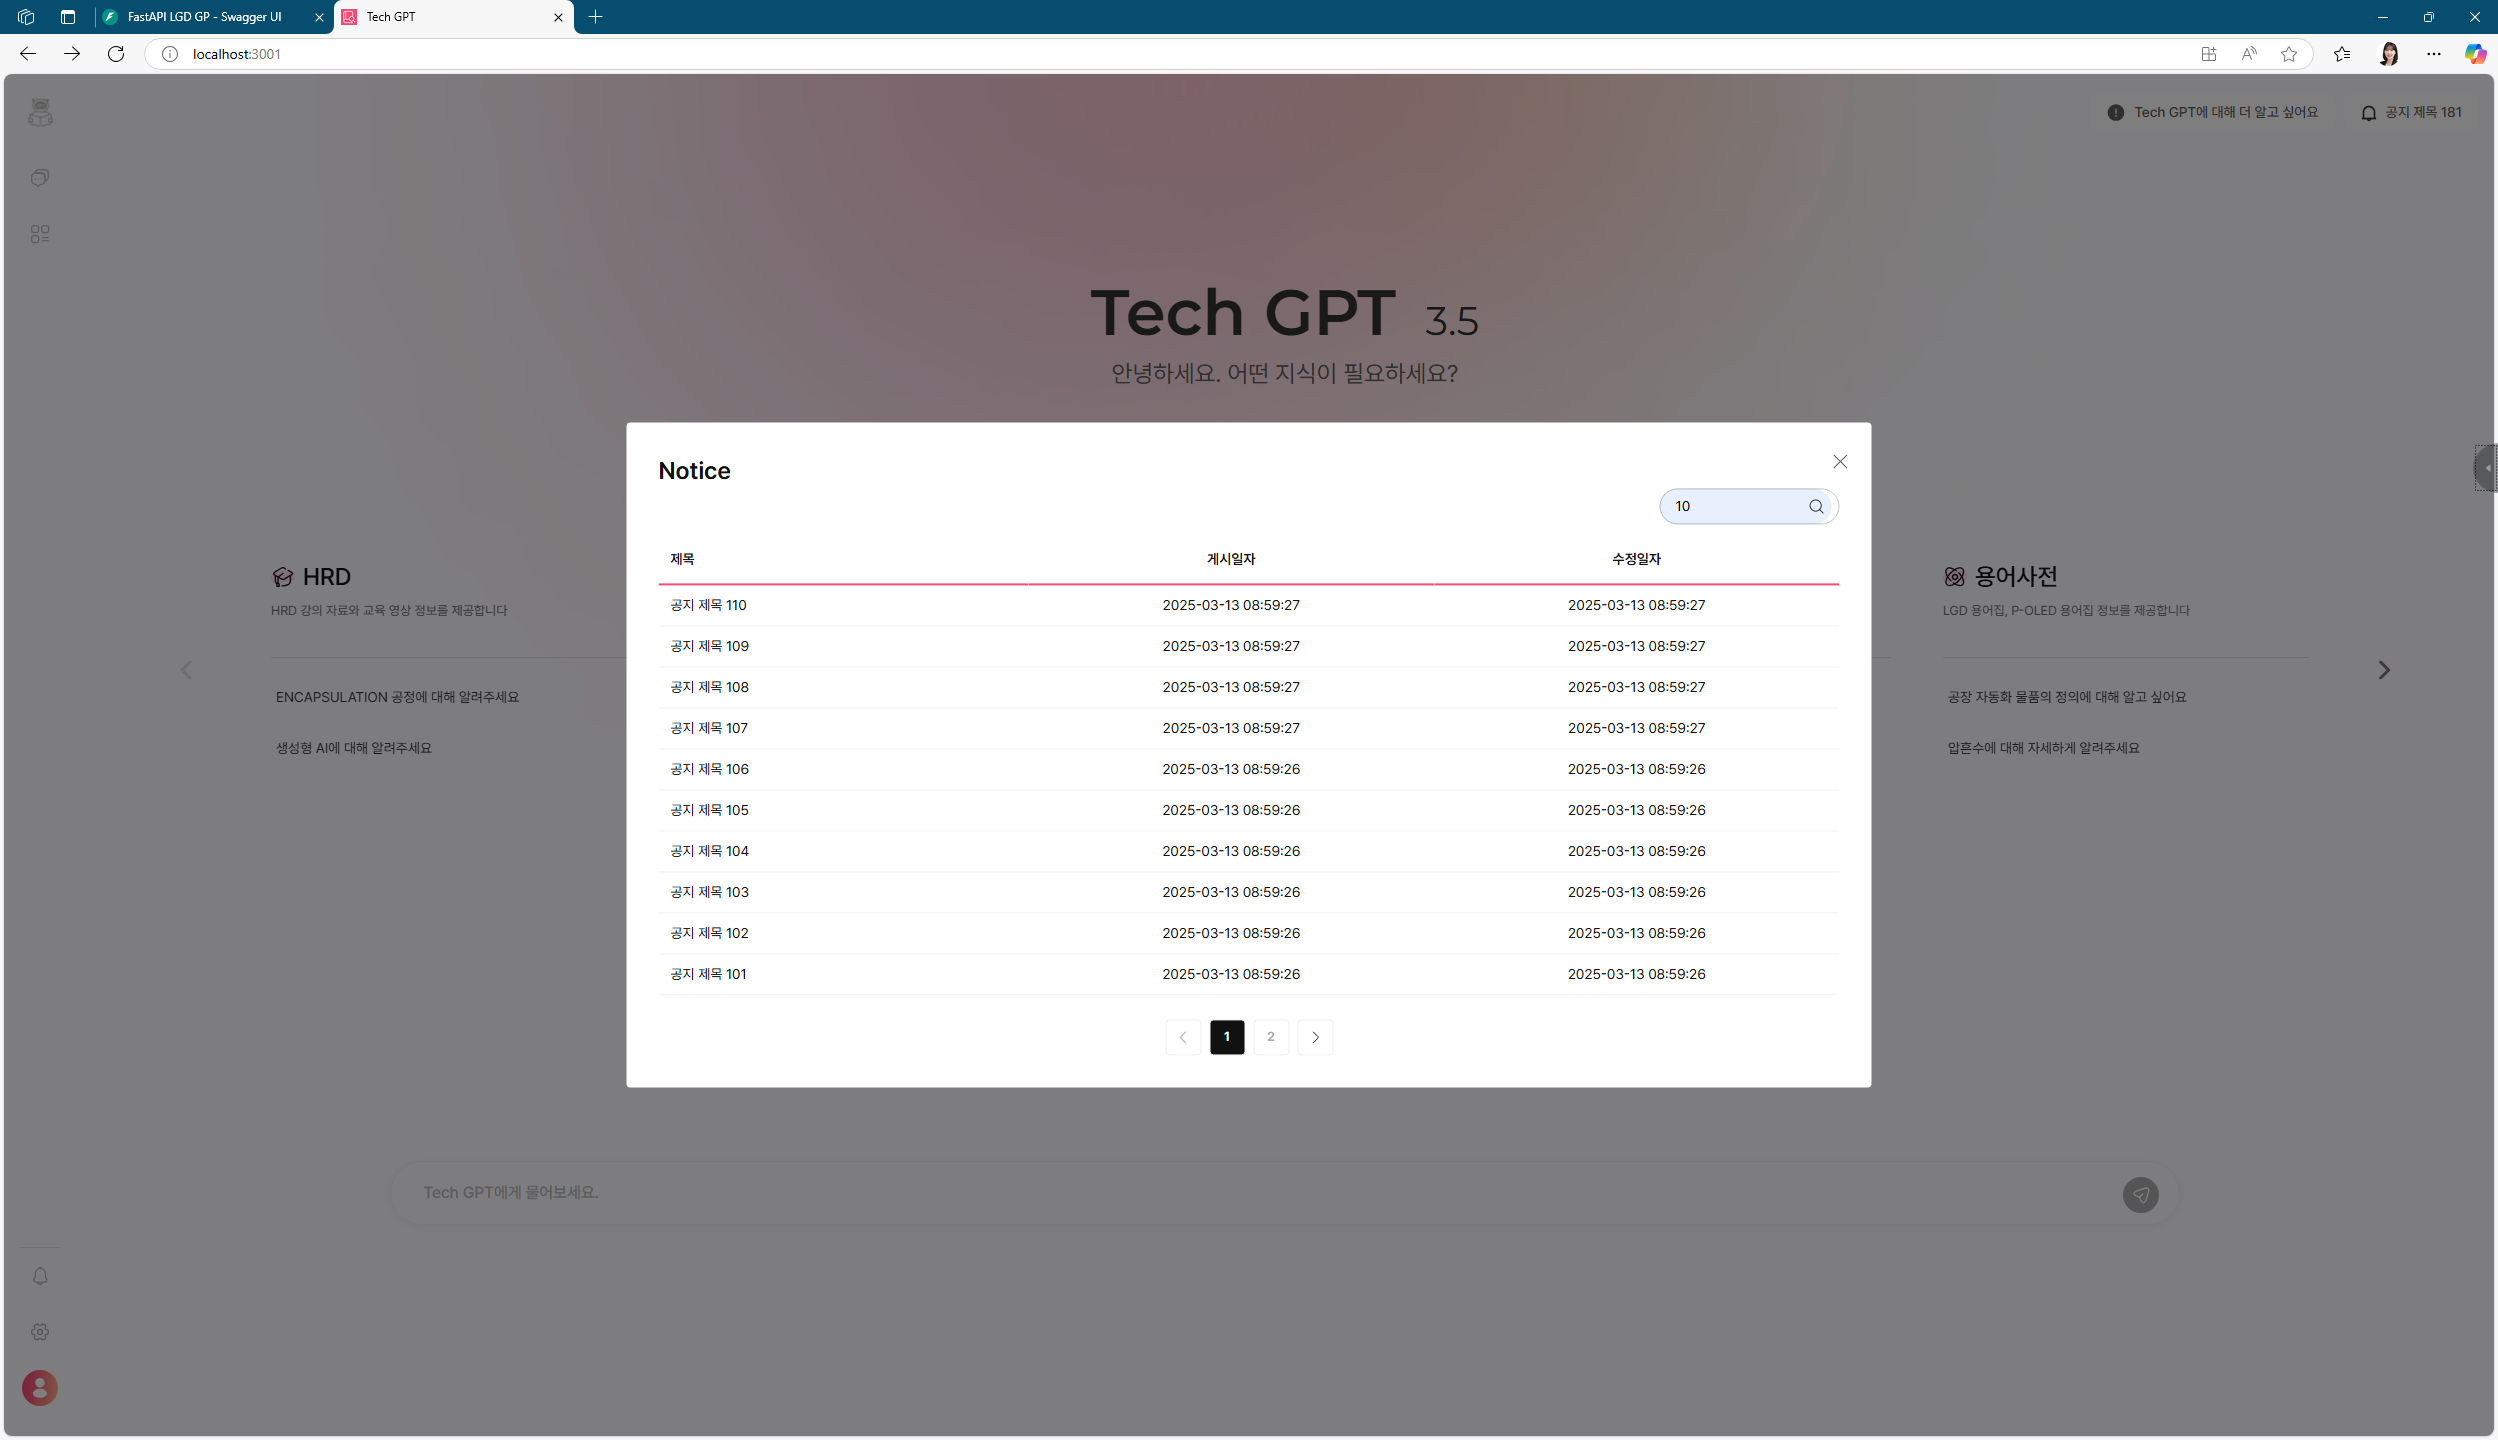 FastAPI LGD GP - Swagger UI
Tech GPT
localhost:3001
Tech GPT에 대해 더 알고 싶어요
공지 제목 181
Tech GPT 3.5
안녕하세요. 어떤 지식이 필요하세요?
HRD
HRD 강의 자료와 교육 영상 정보를 제공합니다
ENCAPSULATION 공정에 대해 알려주세요
생성형 AI에 대해 알려주세요
Notice
10
제목 게시일자 수정일자
공지 제목 110 2025-03-13 08:59:27 2025-03-13 08:59:27
공지 제목 109 2025-03-13 08:59:27 2025-03-13 08:59:27
공지 제목 108 2025-03-13 08:59:27 2025-03-13 08:59:27
공지 제목 107 2025-03-13 08:59:27 2025-03-13 08:59:27
공지 제목 106 2025-03-13 08:59:26 2025-03-13 08:59:26
공지 제목 105 2025-03-13 08:59:26 2025-03-13 08:59:26
공지 제목 104 2025-03-13 08:59:26 2025-03-13 08:59:26
공지 제목 103 2025-03-13 08:59:26 2025-03-13 08:59:26
공지 제목 102 2025-03-13 08:59:26 2025-03-13 08:59:26
공지 제목 101 2025-03-13 08:59:26 2025-03-13 08:59:26
1 2
용어사전
LGD 용어집, P-OLED 용어집 정보를 제공합니다
공장 자동화 물품의 정의에 대해 알고 싶어요
압흔수에 대해 자세하게 알려주세요
Tech GPT에게 물어보세요.